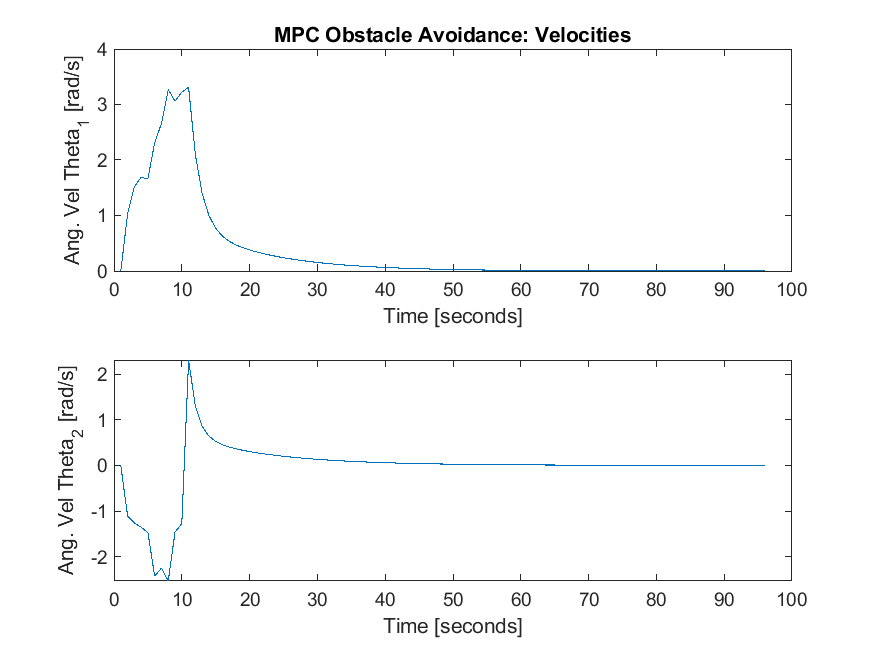 MPC Obstacle Avoidance: Velocities
Ang. Vel Theta1 [rad/s]
4
3
2
1
0
0 10 20 30 40 50 60 70 80 90 100
Time [seconds]
Ang. Vel Theta2 [rad/s]
2
1
0
-1
-2
0 10 20 30 40 50 60 70 80 90 100
Time [seconds]